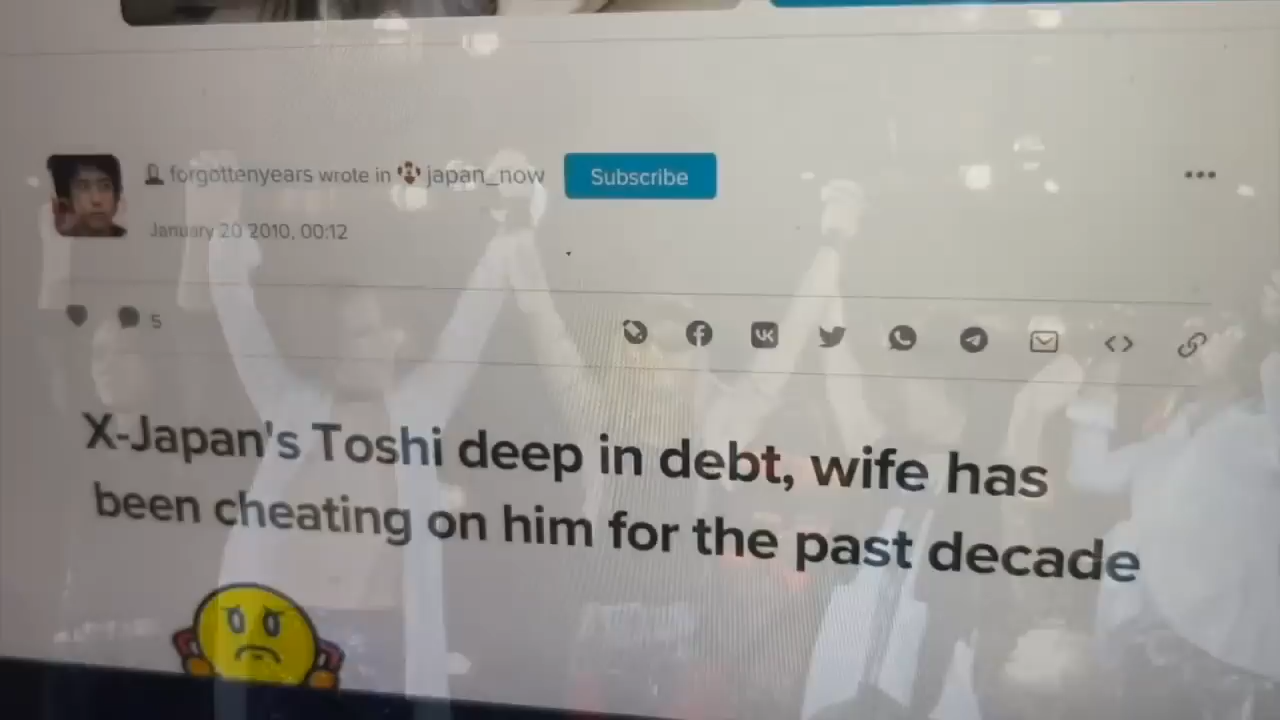 forgottenyears wrote in japan_now Subscribe
January 20 2010, 00:12
5
X-Japan's Toshi deep in debt, wife has
been cheating on him for the past decade